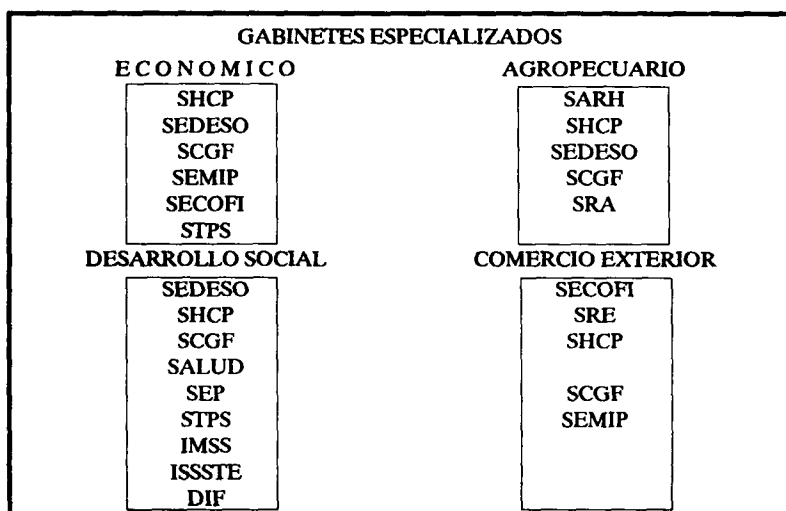 GABINETES ESPECIALIZADOS
E C O N O M I C O
SHCP
SEDESO
SCGF
SEMIP
SECOFI
STPS
AGROPECUARIO
SARH
SHCP
SEDESO
SCGF
SRA
DESARROLLO SOCIAL
SEDESO
SHCP
SCGF
SALUD
SEP
STPS
IMSS
ISSSTE
DIF
COMERCIO EXTERIOR
SECOFI
SRE
SHCP
SCGF
SEMIP